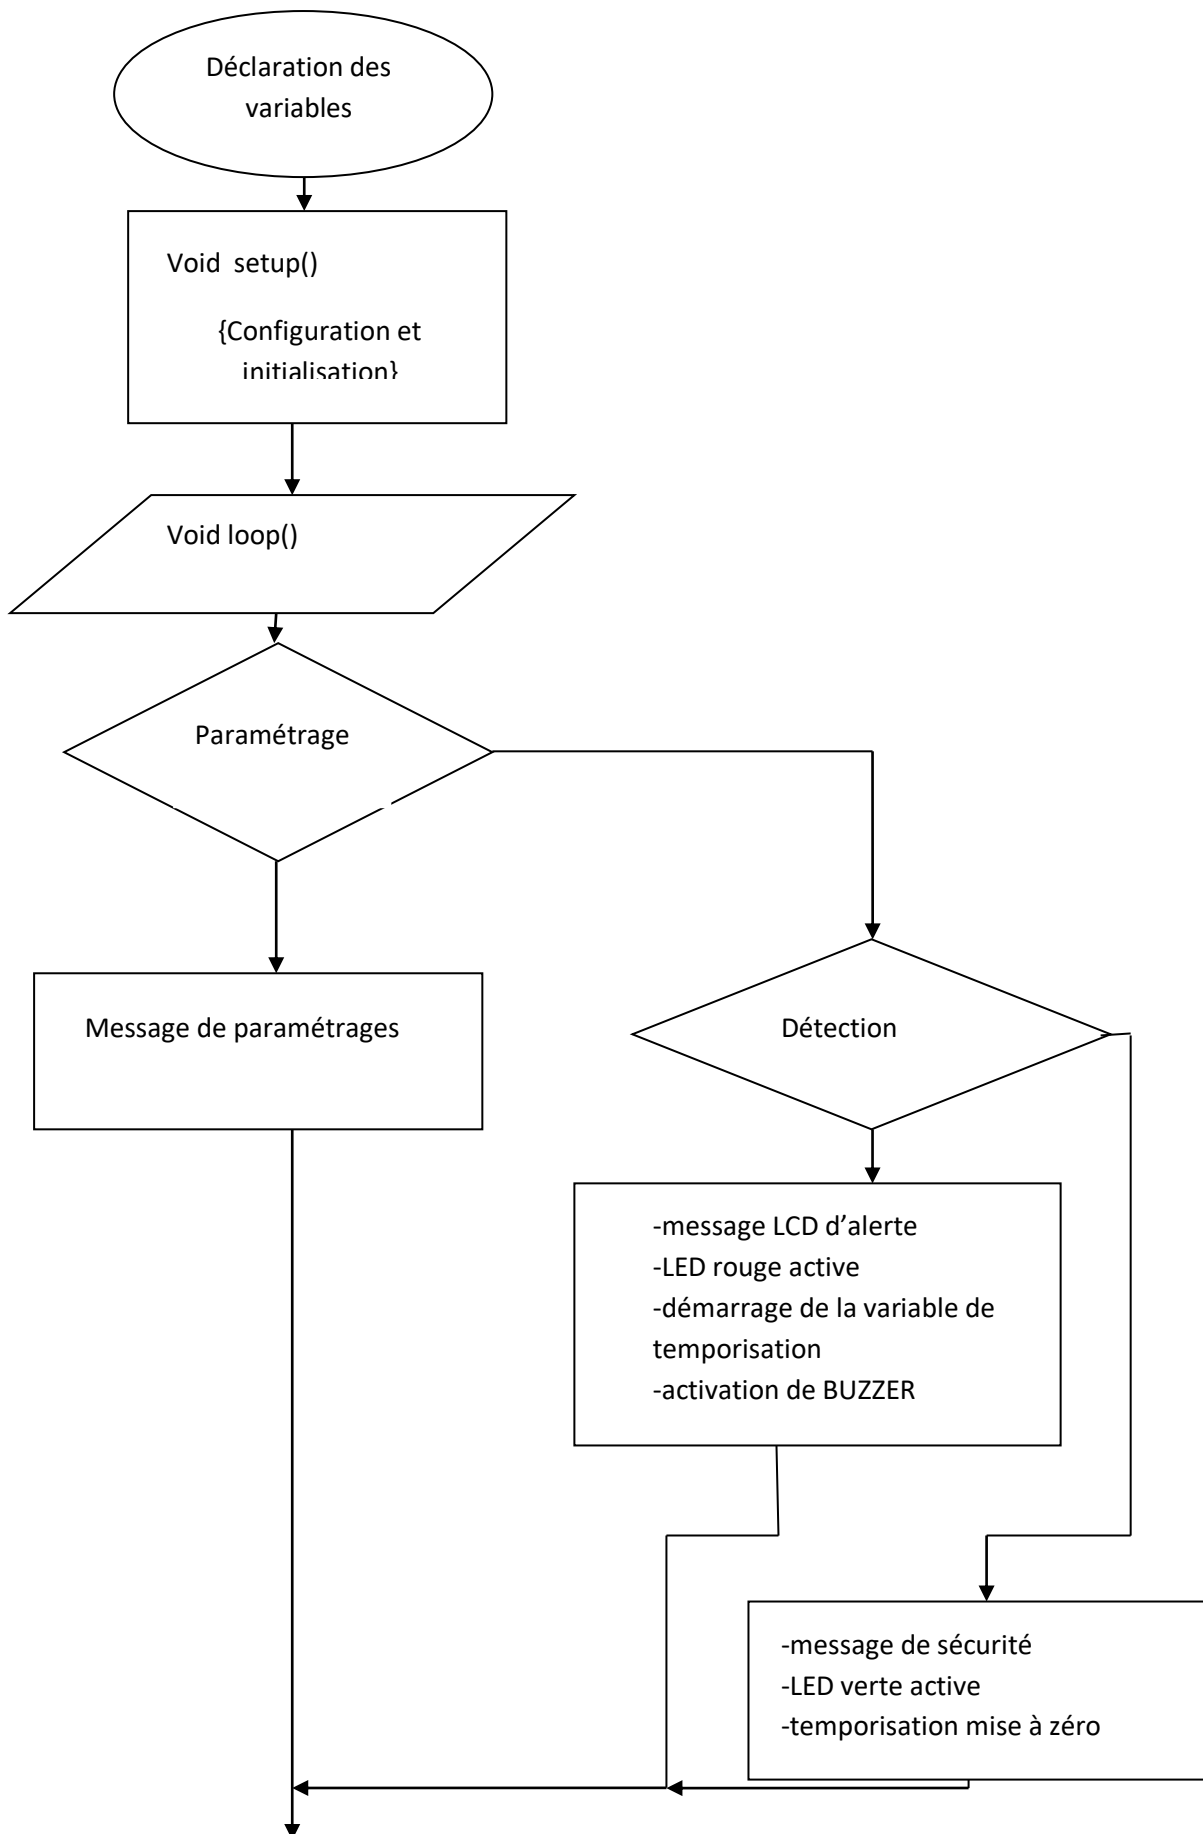 Déclaration des
variables
Void setup()
{Configuration et
initialisation}
Void loop()
Paramétrage
Message de paramétrages
Détection
-message LCD d’alerte
-LED rouge active
-démarrage de la variable de
temporisation
-activation de BUZZER
-message de sécurité
-LED verte active
-temporisation mise à zéro